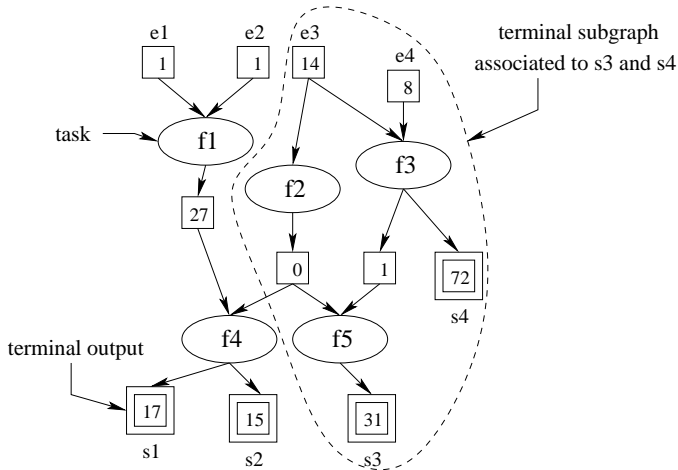 e1
e2
e3
e4
terminal subgraph
associated to s3 and s4
1
1
14
8
task
f1
f3
f2
27
0
1
72
s4
f4
f5
terminal output
17
15
31
s1
s2
s3